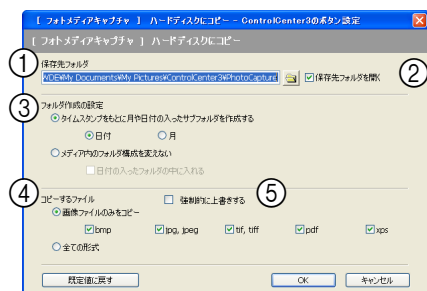 [ フォトメディアキャプチャ ] ハードディスクにコピー - ControlCenter3のボタン設定
[ フォトメディアキャプチャ ] ハードディスクにコピー
① 保存先フォルダ
¥DE¥My Documents¥My Pictures¥ControlCenter3¥PhotoCapture 保存先フォルダを開く ②
③ フォルダ作成の設定
タイムスタンプをもとに月や日付の入ったサブフォルダを作成する
日付 月
メディア内のフォルダ構成を変えない
日付の入ったフォルダの中に入れる
④ コピーするファイル 強制的に上書きする ⑤
画像ファイルのみをコピー
bmp jpg, jpeg tif, tiff pdf xps
全ての形式
既定値に戻す OK キャンセル